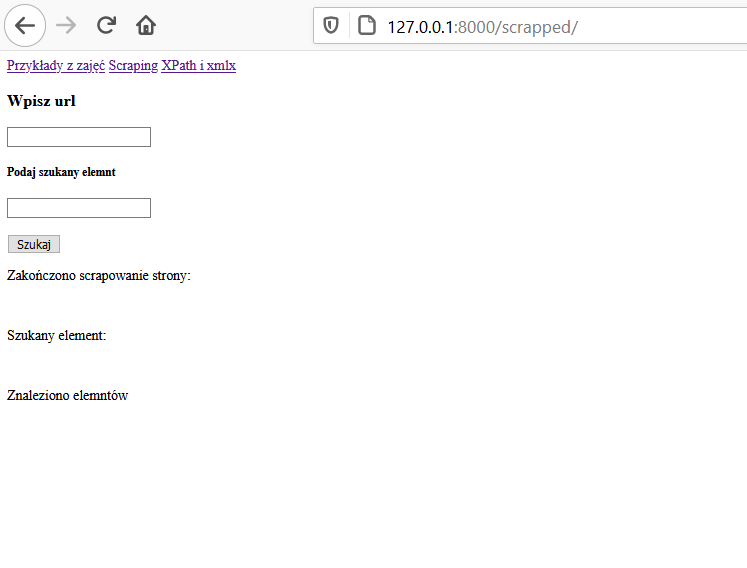 127.0.0.1:8000/scrapped/
Przykłady z zajęć Scraping XPath i xmlx
Wpisz url
Podaj szukany elemnt
Szukaj
Zakończono scrapowanie strony:
Szukany element:
Znaleziono elemntów